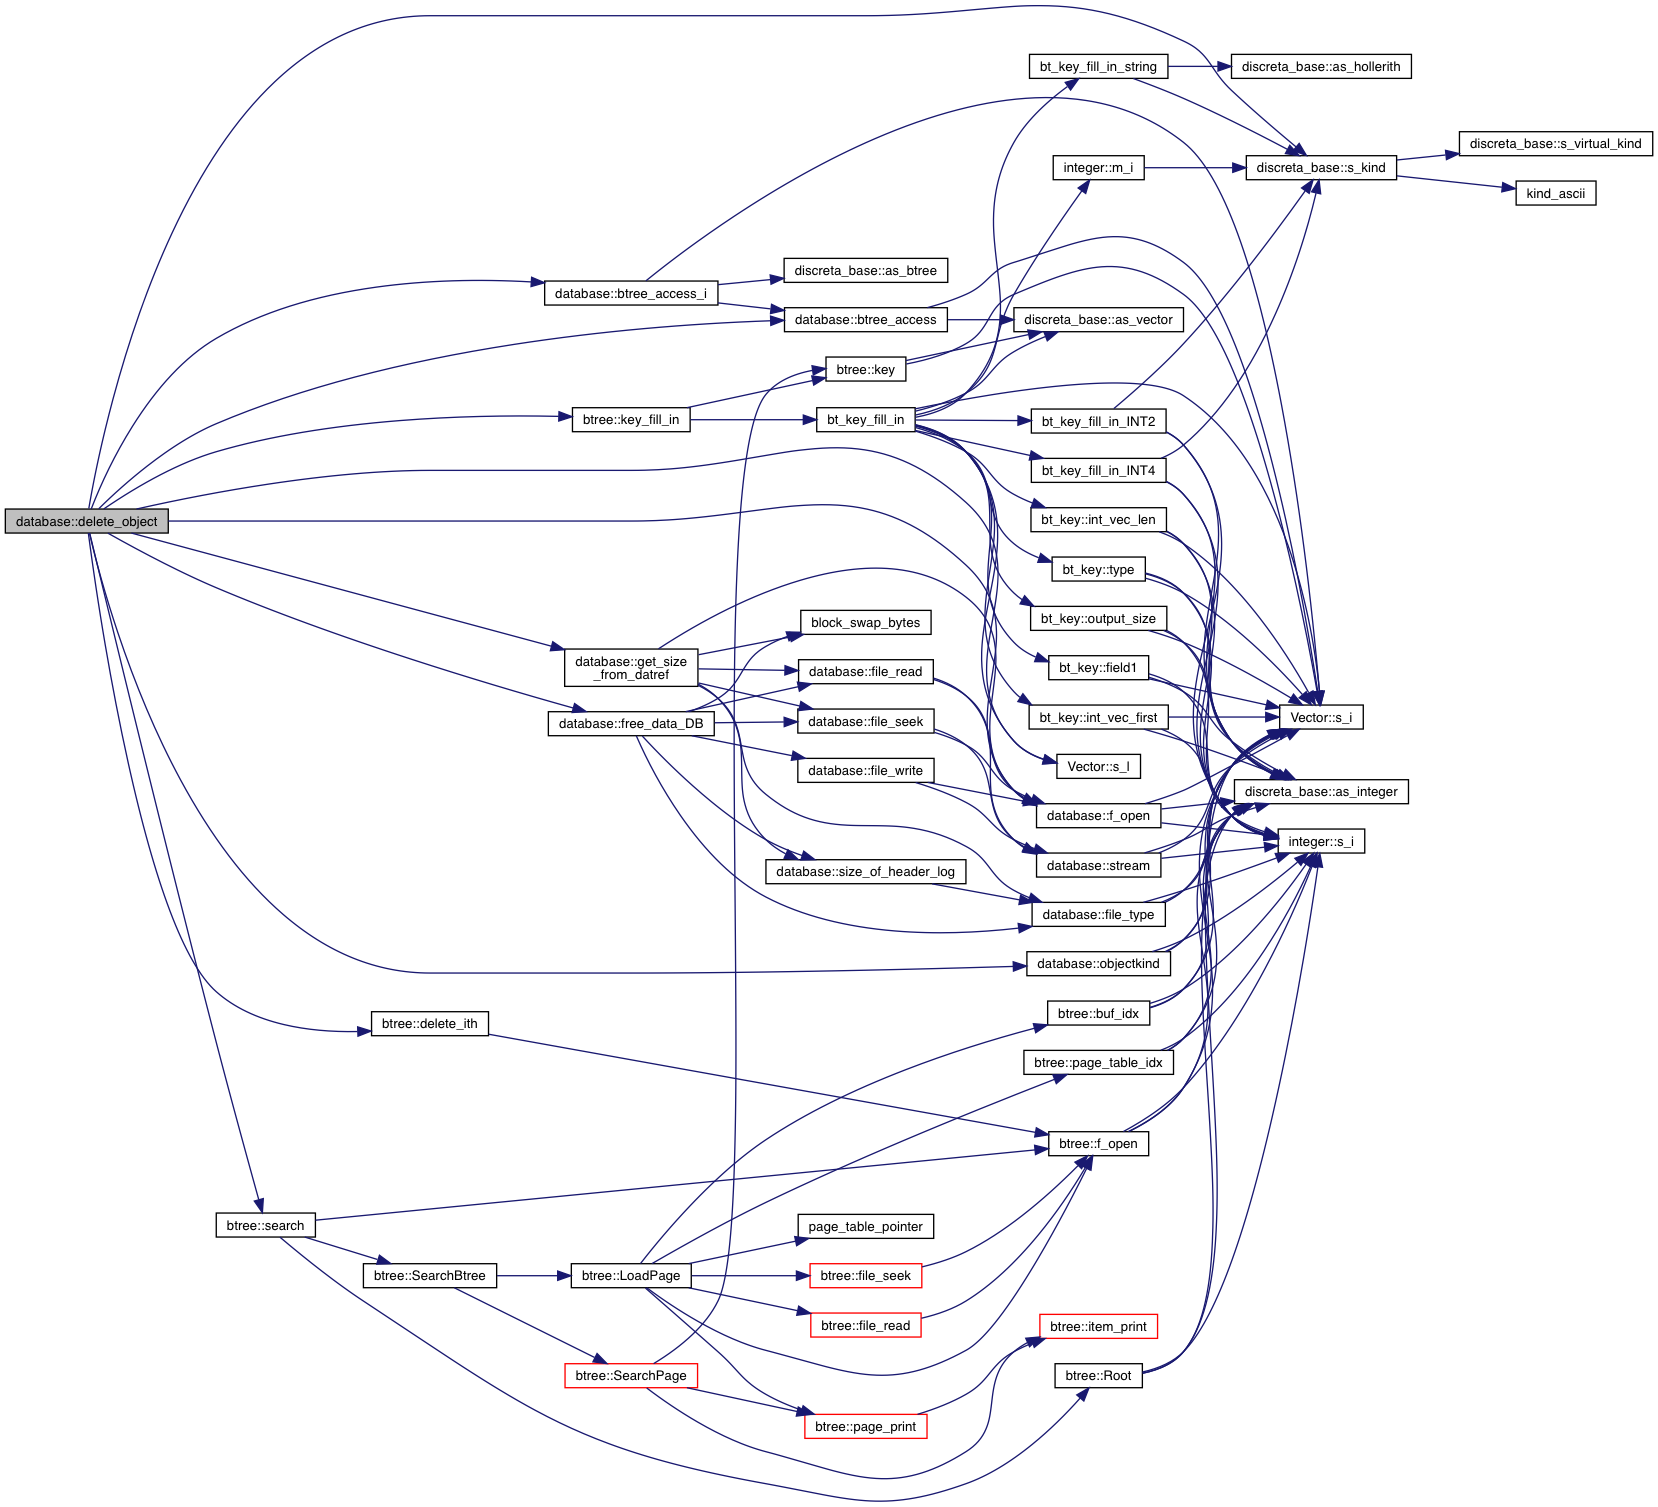 database::delete_object
database::btree_access_i
discreta_base::as_btree
database::btree_access
discreta_base::as_vector
btree::key
btree::key_fill_in
bt_key_fill_in
bt_key_fill_in_string
discreta_base::as_hollerith
integer::m_i
discreta_base::s_kind
discreta_base::s_virtual_kind
kind_ascii
bt_key_fill_in_INT2
bt_key_fill_in_INT4
bt_key::int_vec_len
bt_key::type
bt_key::output_size
bt_key::field1
bt_key::int_vec_first
Vector::s_i
Vector::s_l
discreta_base::as_integer
integer::s_i
database::get_size
_from_datref
database::free_data_DB
block_swap_bytes
database::file_read
database::file_seek
database::file_write
database::size_of_header_log
database::f_open
database::stream
database::file_type
database::objectkind
btree::buf_idx
btree::page_table_idx
btree::delete_ith
btree::f_open
btree::search
btree::SearchBtree
btree::LoadPage
page_table_pointer
btree::file_seek
btree::file_read
btree::SearchPage
btree::page_print
btree::item_print
btree::Root